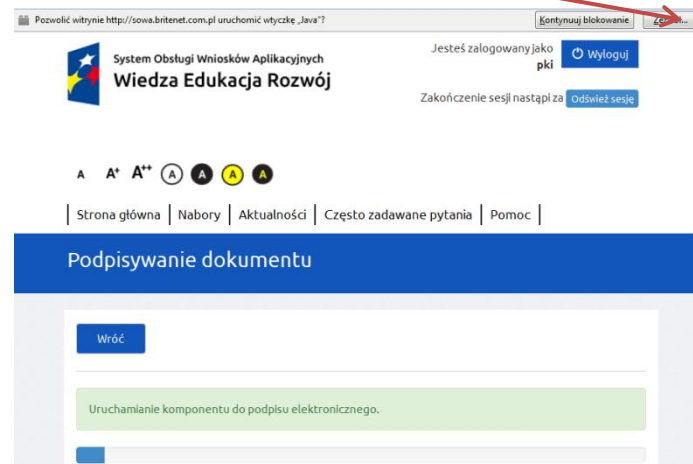 Pozwolić witrynie http://sowa.britenet.com.pl uruchomić wtyczkę „Java"?
Kontynuuj blokowanie
System Obsługi Wniosków Aplikacyjnych
Wiedza Edukacja Rozwój
Jesteś zalogowany jako
pki
Wyloguj
Zakończenie sesji nastąpi za Odśwież sesję
A A+ A++ A A A A
Strona główna | Nabory | Aktualności | Często zadawane pytania | Pomoc |
Podpisywanie dokumentu
Wróć
Uruchamianie komponentu do podpisu elektronicznego.